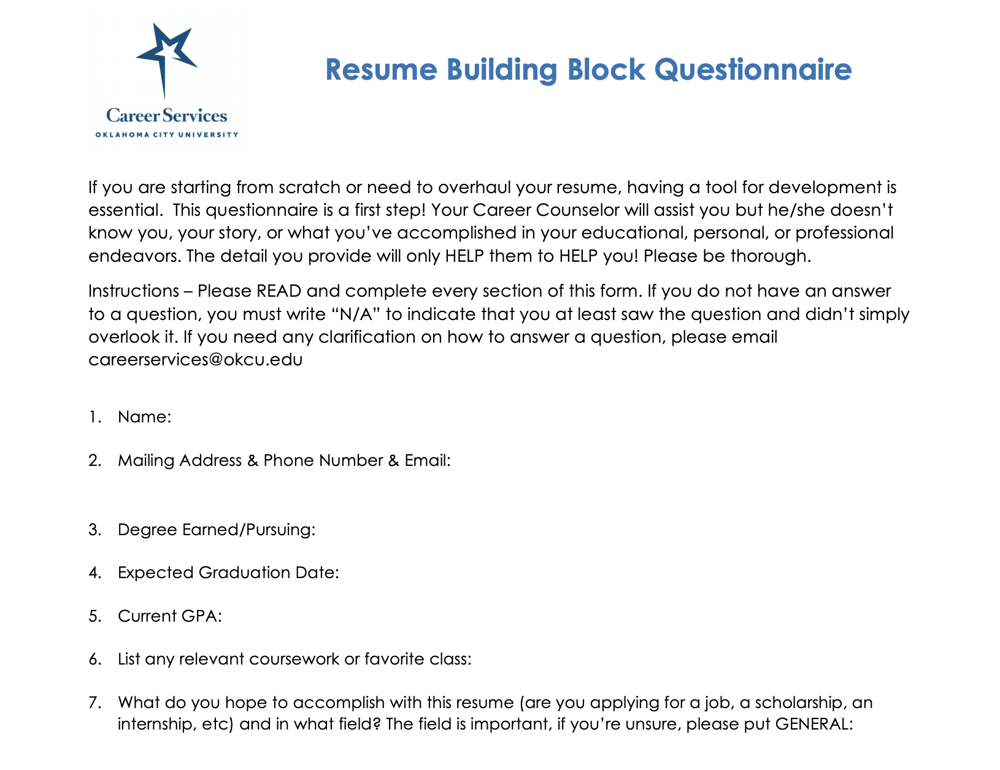 Career Services
OKLAHOMA CITY UNIVERSITY
Resume Building Block Questionnaire
If you are starting from scratch or need to overhaul your resume, having a tool for development is
essential.  This questionnaire is a first step! Your Career Counselor will assist you but he/she doesn’t
know you, your story, or what you’ve accomplished in your educational, personal, or professional
endeavors. The detail you provide will only HELP them to HELP you! Please be thorough.
Instructions – Please READ and complete every section of this form. If you do not have an answer
to a question, you must write “N/A” to indicate that you at least saw the question and didn’t simply
overlook it. If you need any clarification on how to answer a question, please email
careerservices@okcu.edu
1. Name:
2. Mailing Address & Phone Number & Email:
3. Degree Earned/Pursuing:
4. Expected Graduation Date:
5. Current GPA:
6. List any relevant coursework or favorite class:
7. What do you hope to accomplish with this resume (are you applying for a job, a scholarship, an
internship, etc) and in what field? The field is important, if you’re unsure, please put GENERAL: